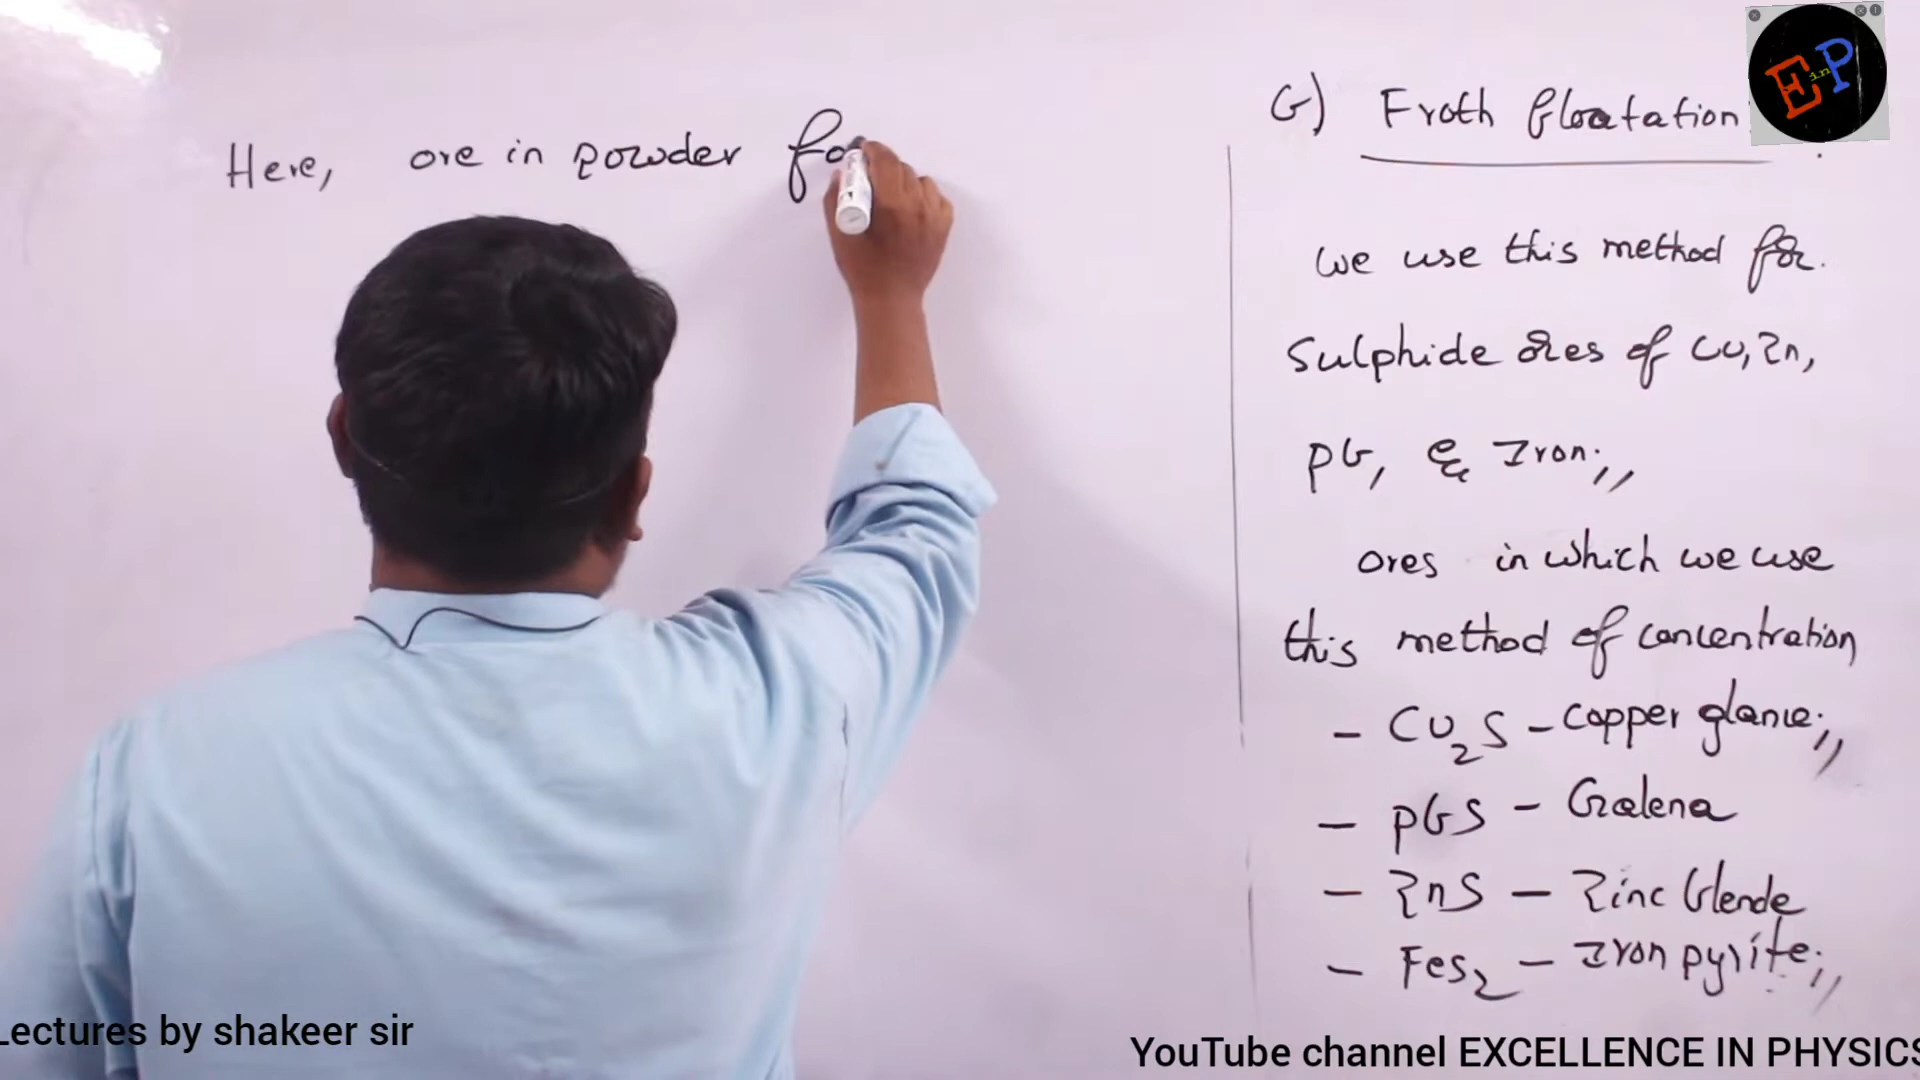 Here, ore in powder fo
G) Froth floatation
we use this method for.
Sulphide ores of Cu, Zn,
Pb, & Iron;,,
ores in which we use
this method of concentration
- Cu2S - Copper glance;,,
- PbS - Galena
- ZnS - Zinc blende
- FeS2 - Iron pyrite;,,
E in P
Lectures by shakeer sir
YouTube channel EXCELLENCE IN PHYSICS